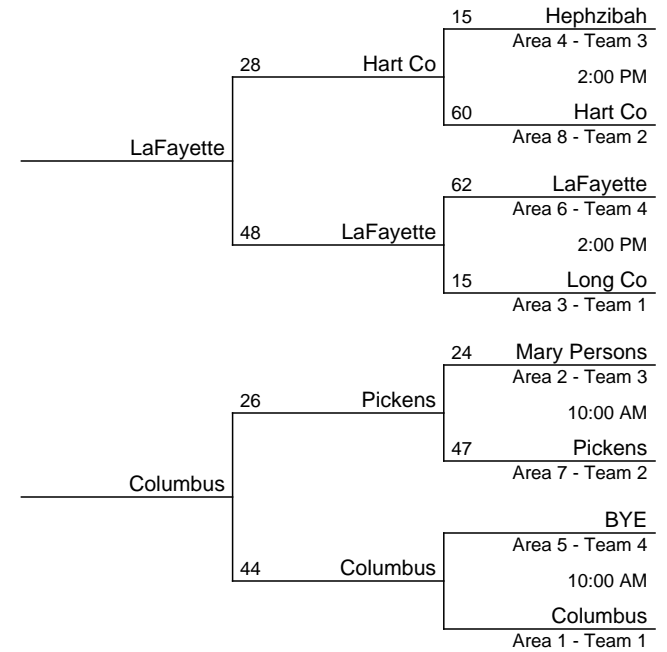 15 Hephzibah
Area 4 - Team 3
28 Hart Co
2:00 PM
60 Hart Co
Area 8 - Team 2
LaFayette
62 LaFayette
Area 6 - Team 4
48 LaFayette
2:00 PM
15 Long Co
Area 3 - Team 1
24 Mary Persons
Area 2 - Team 3
26 Pickens
10:00 AM
47 Pickens
Area 7 - Team 2
Columbus
BYE
Area 5 - Team 4
44 Columbus
10:00 AM
Columbus
Area 1 - Team 1